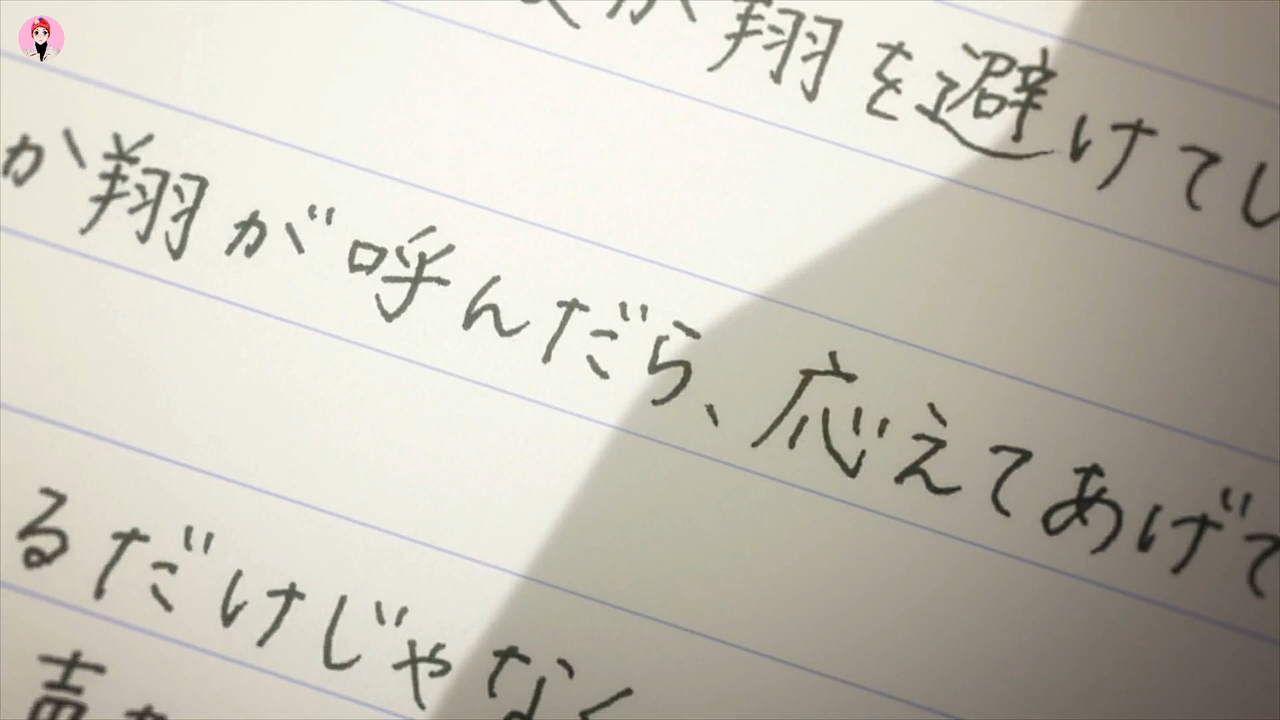 が翔を避けてし
か翔が呼んだら、応えてあげて
るだけじゃなく
声